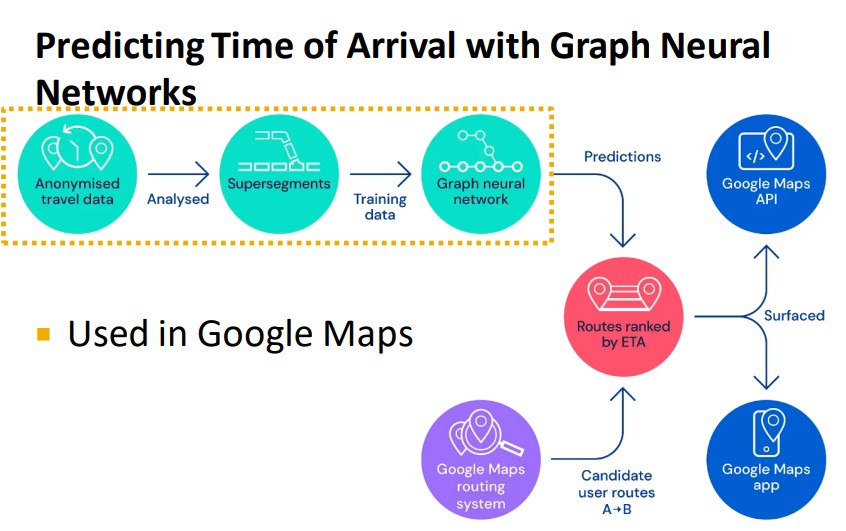 Predicting Time of Arrival with Graph Neural
Networks
Anonymised
travel data
Analysed
Supersegments
Training
data
Graph neural
network
Predictions
Google Maps
API
Used in Google Maps
Routes ranked
by ETA
Surfaced
Google Maps
routing
system
Candidate
user routes
A→B
Google Maps
app